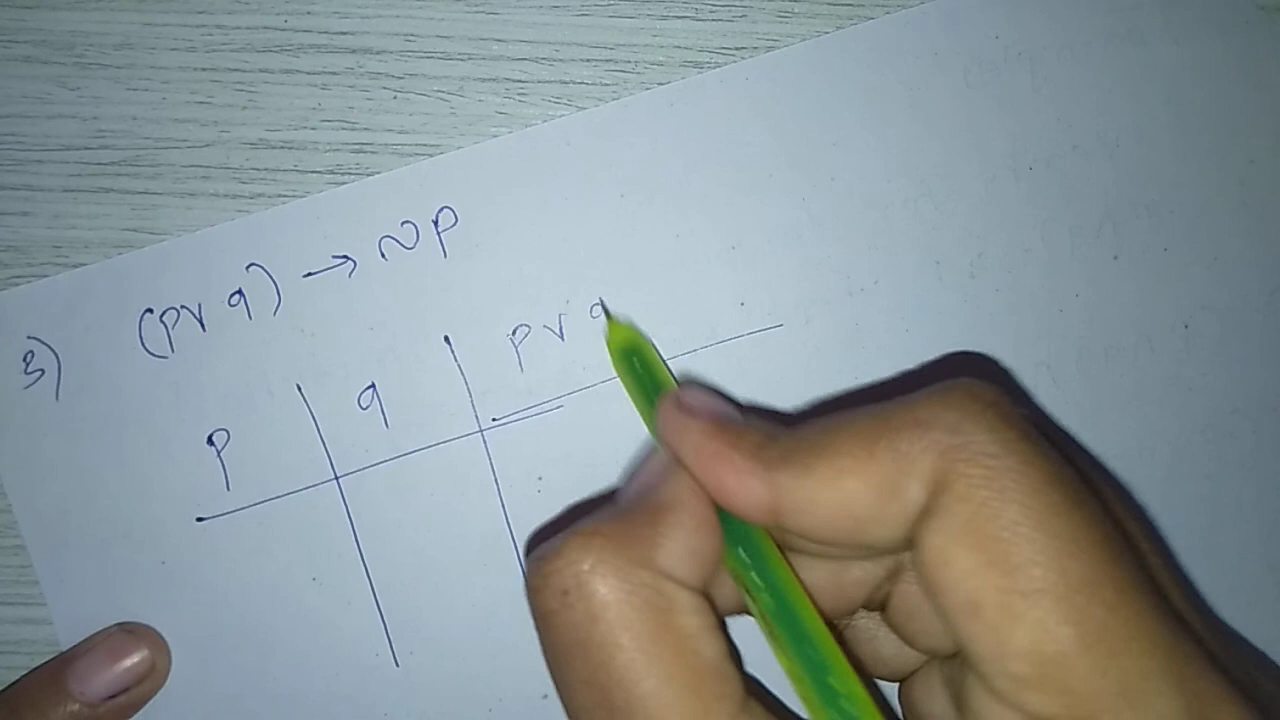 3) (p∨q) → ~p
p q p∨q